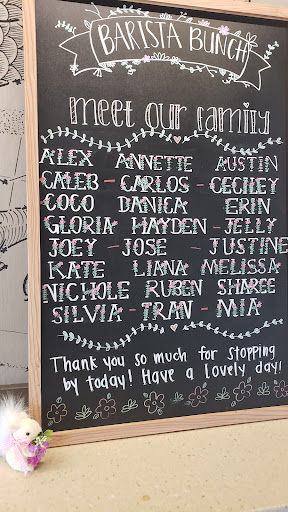 BARISTA BUNCH
meet our family
ALEX ANNETTE AUSTIN
CALEB - CARLOS - CECILEY
COCO DANICA ERIN
GLORIA HAYDEN - JELLY
JOEY - JOSE - JUSTINE
KATE LIANA MELISSA
NICHOLE RUBEN SHAREE
SILVIA - TRAN - MIA
Thank you so much for stopping
by today! Have a lovely day!